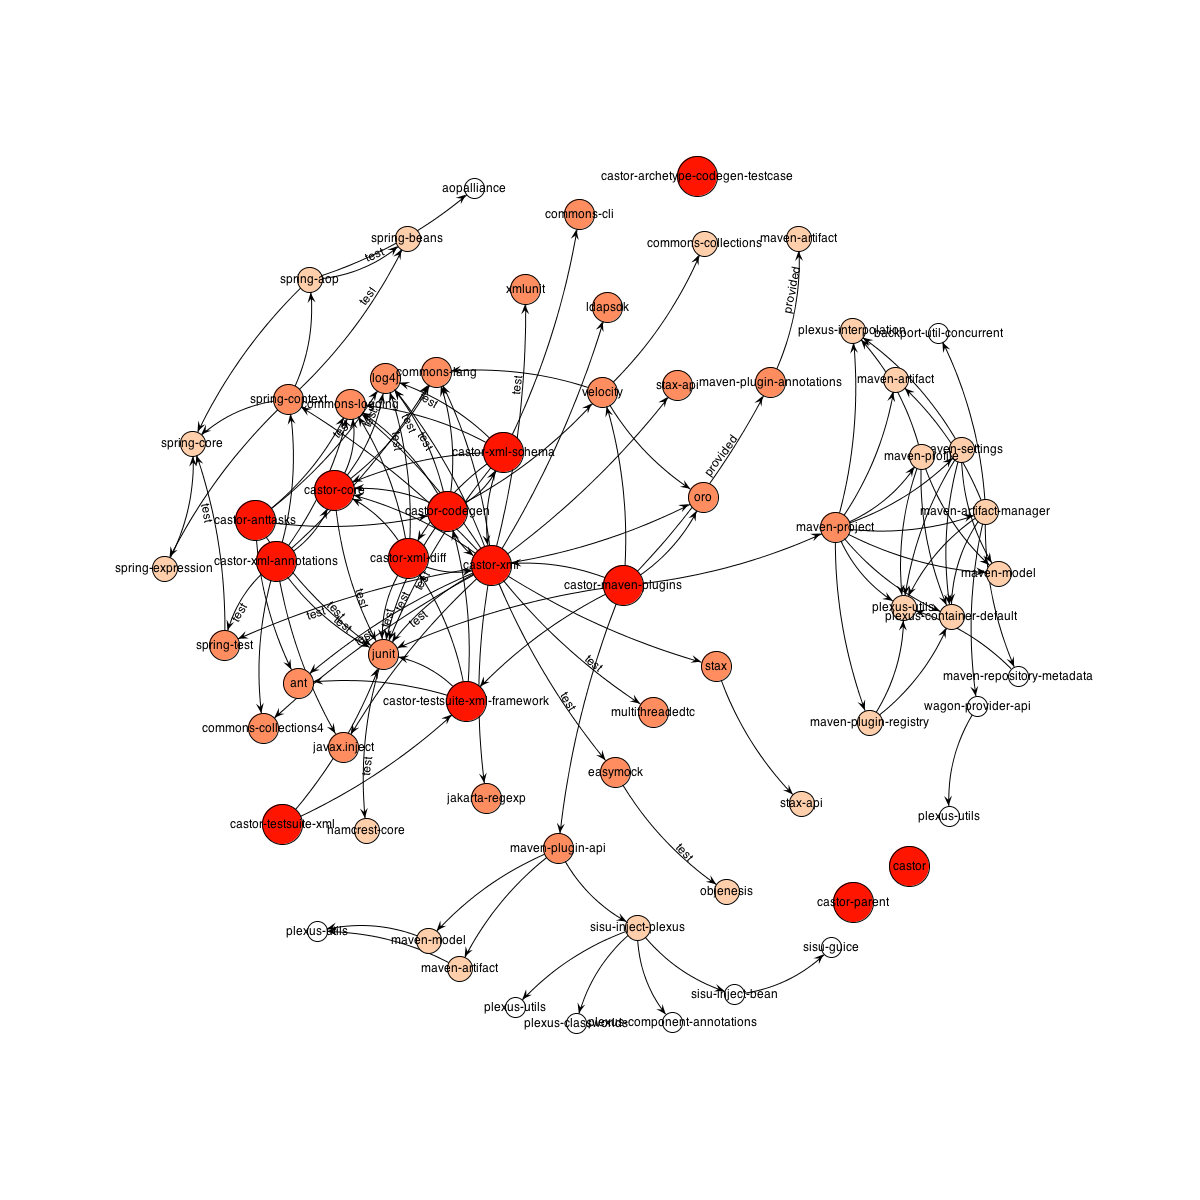 castor-archetype-codegen-testcase
aopalliance
commons-cli
spring-beans
commons-collections
maven-artifact
test
spring-aop
provided
xmlunit
test
ldapsdk
plexus-interpolation
backport-util-concurrent
log4j
commons-lang
maven-artifact
stax-api
maven-plugin-annotations
test
velocity
spring-context
commons-logging
test
test
test
test
test
test
spring-core
castor-xml-schema
maven-settings
maven-profile
provided
castor-core
oro
test
castor-anttasks
castor-codegen
maven-artifact-manager
maven-project
castor-xml-annotations
castor-xml-diff
castor-xml
spring-expression
maven-model
test
castor-maven-plugins
test
test
test
test
test
plexus-utils
plexus-container-default
test
test
test
spring-test
junit
test
stax
maven-repository-metadata
ant
castor-testsuite-xml-framework
test
wagon-provider-api
multithreadedtc
maven-plugin-registry
commons-collections4
javax.inject
test
easymock
jakarta-regexp
stax-api
plexus-utils
castor-testsuite-xml
hamcrest-core
maven-plugin-api
test
castor
objenesis
castor-parent
sisu-inject-plexus
plexus-utils
maven-model
sisu-guice
maven-artifact
sisu-inject-bean
plexus-utils
plexus-classworlds
plexus-component-annotations